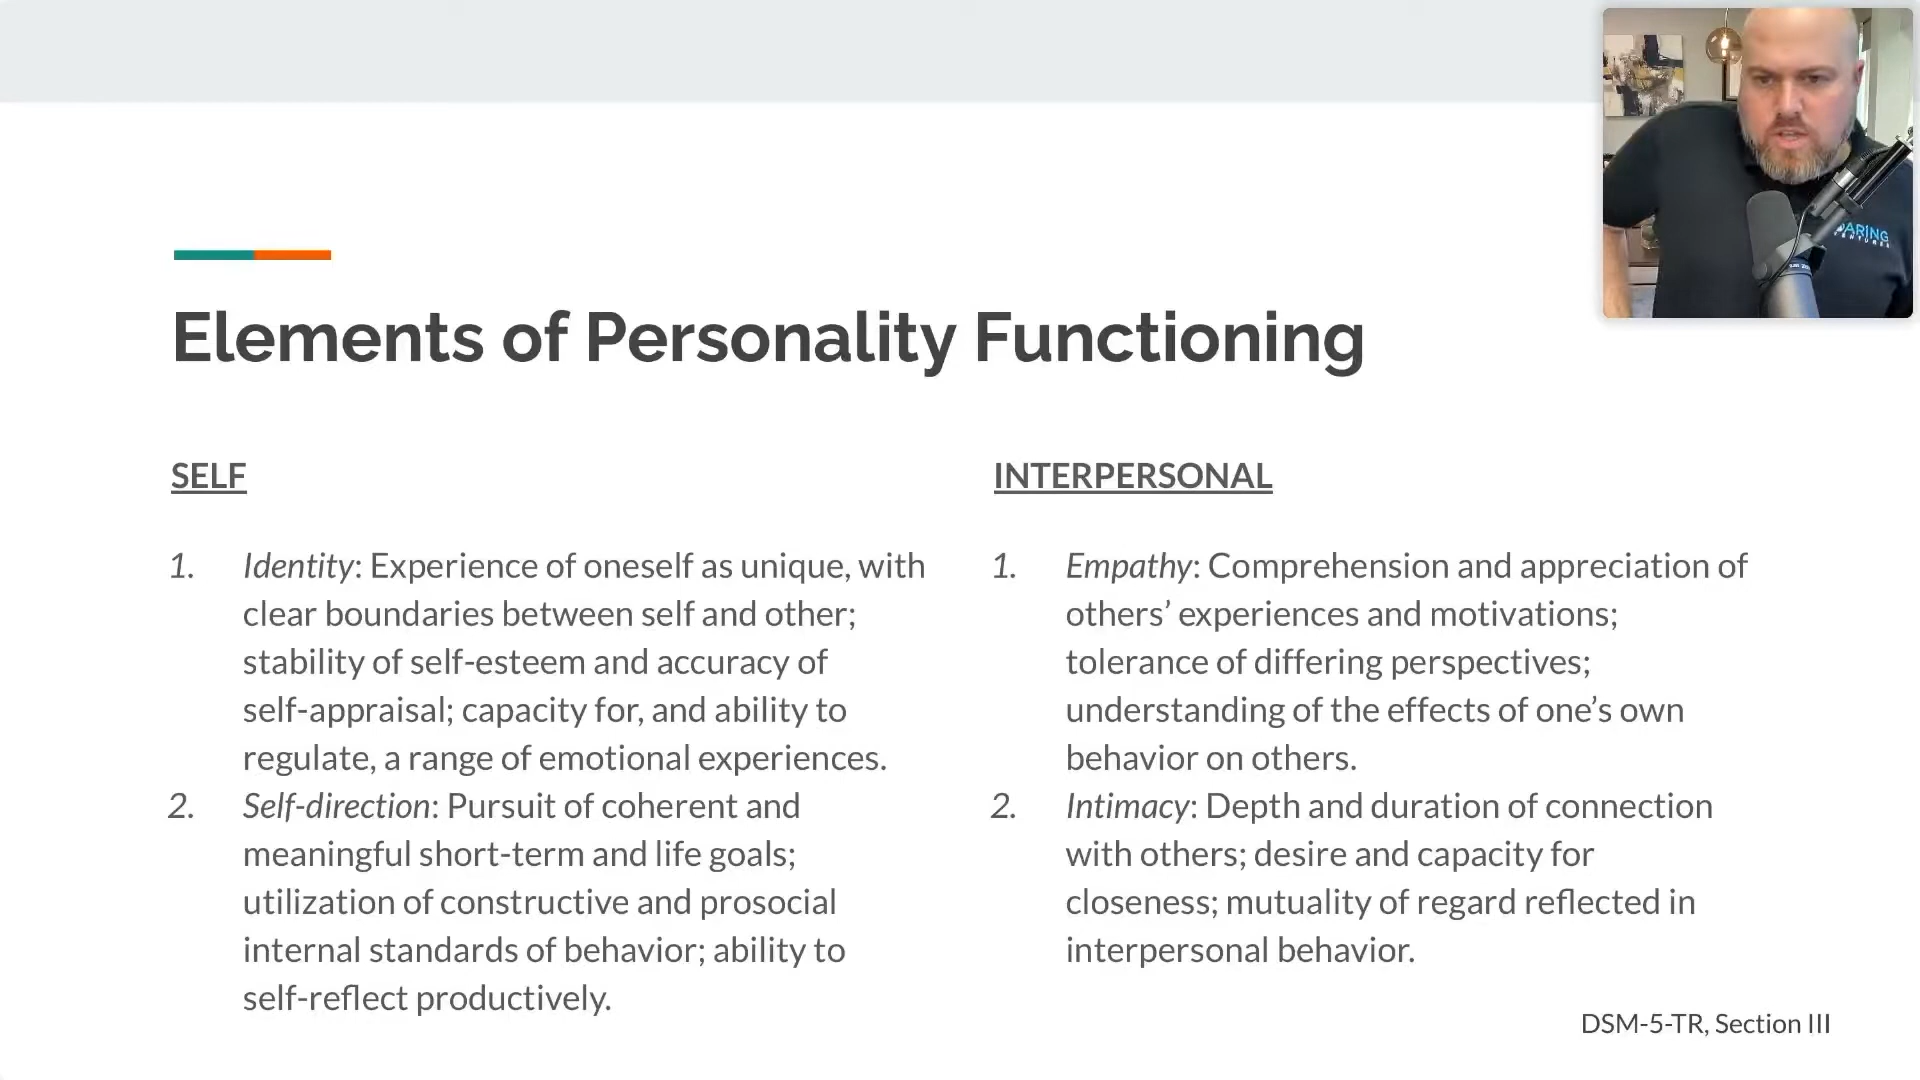 Elements of Personality Functioning
SELF
1. Identity: Experience of oneself as unique, with
clear boundaries between self and other;
stability of self-esteem and accuracy of
self-appraisal; capacity for, and ability to
regulate, a range of emotional experiences.
2. Self-direction: Pursuit of coherent and
meaningful short-term and life goals;
utilization of constructive and prosocial
internal standards of behavior; ability to
self-reflect productively.
INTERPERSONAL
1. Empathy: Comprehension and appreciation of
others’ experiences and motivations;
tolerance of differing perspectives;
understanding of the effects of one’s own
behavior on others.
2. Intimacy: Depth and duration of connection
with others; desire and capacity for
closeness; mutuality of regard reflected in
interpersonal behavior.
DSM-5-TR, Section III